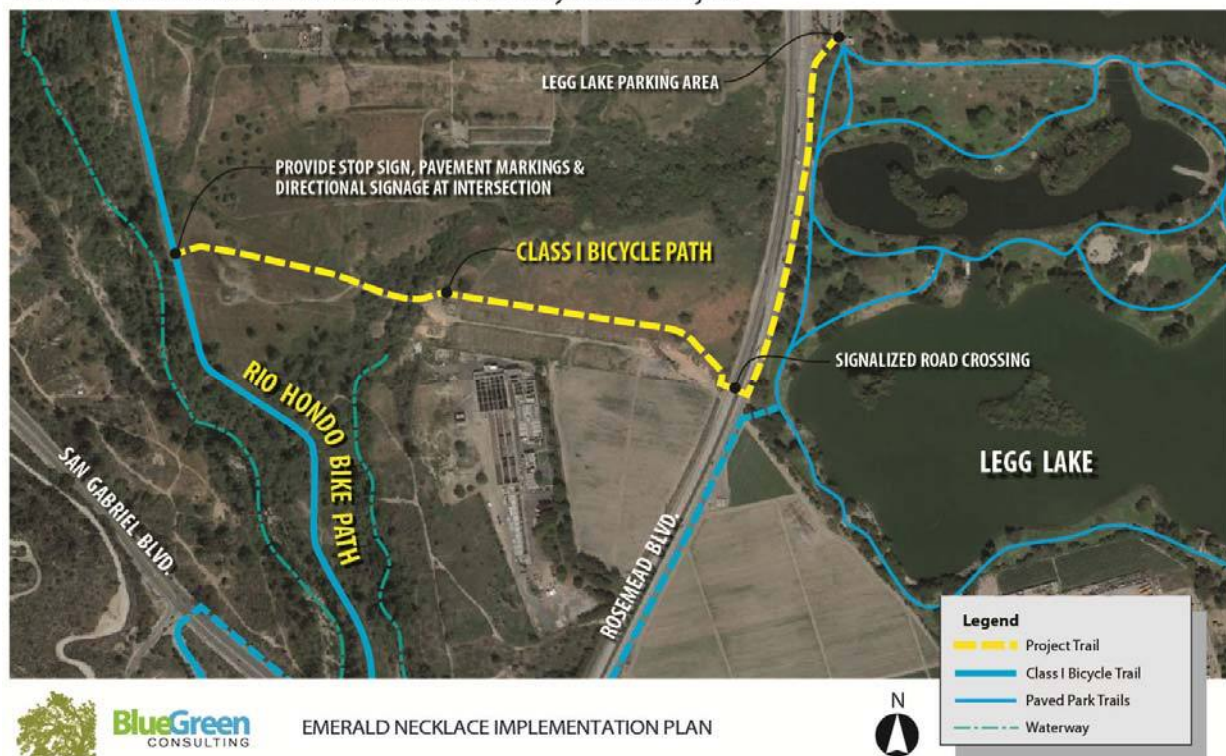 LEGG LAKE PARKING AREA
PROVIDE STOP SIGN, PAVEMENT MARKINGS &
DIRECTIONAL SIGNAGE AT INTERSECTION
CLASS I BICYCLE PATH
SIGNALIZED ROAD CROSSING
RIO HONDO BIKE PATH
LEGG LAKE
SAN GABRIEL BLVD.
ROSEMEAD BLVD.
Legend
Project Trail
Class I Bicycle Trail
Paved Park Trails
Waterway
BlueGreen
CONSULTING
EMERALD NECKLACE IMPLEMENTATION PLAN
N